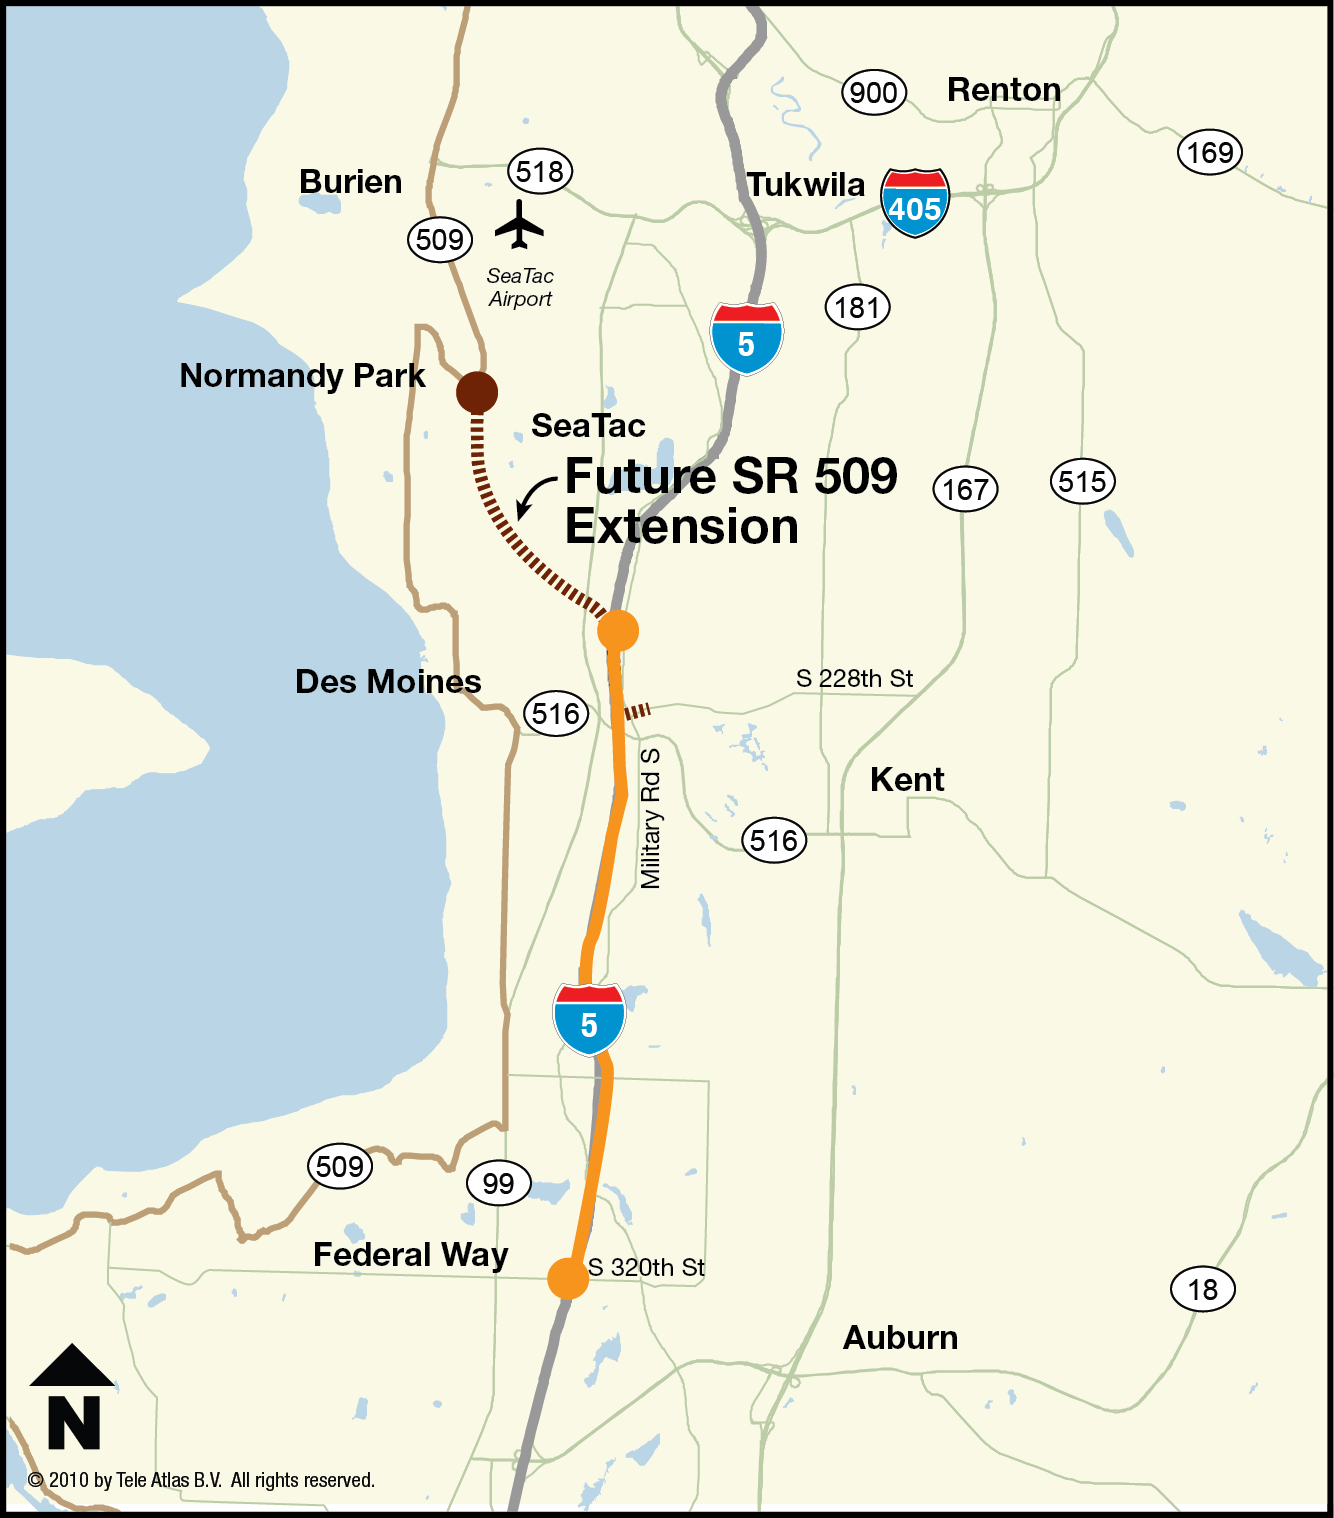 900
Renton
169
518
Burien
Tukwila
405
509
SeaTac
Airport
181
5
Normandy Park
SeaTac
Future SR 509
Extension
167
515
S 228th St
Des Moines
516
Military Rd S
Kent
516
5
509
99
Federal Way
S 320th St
18
Auburn
N
© 2010 by Tele Atlas B.V.  All rights reserved.